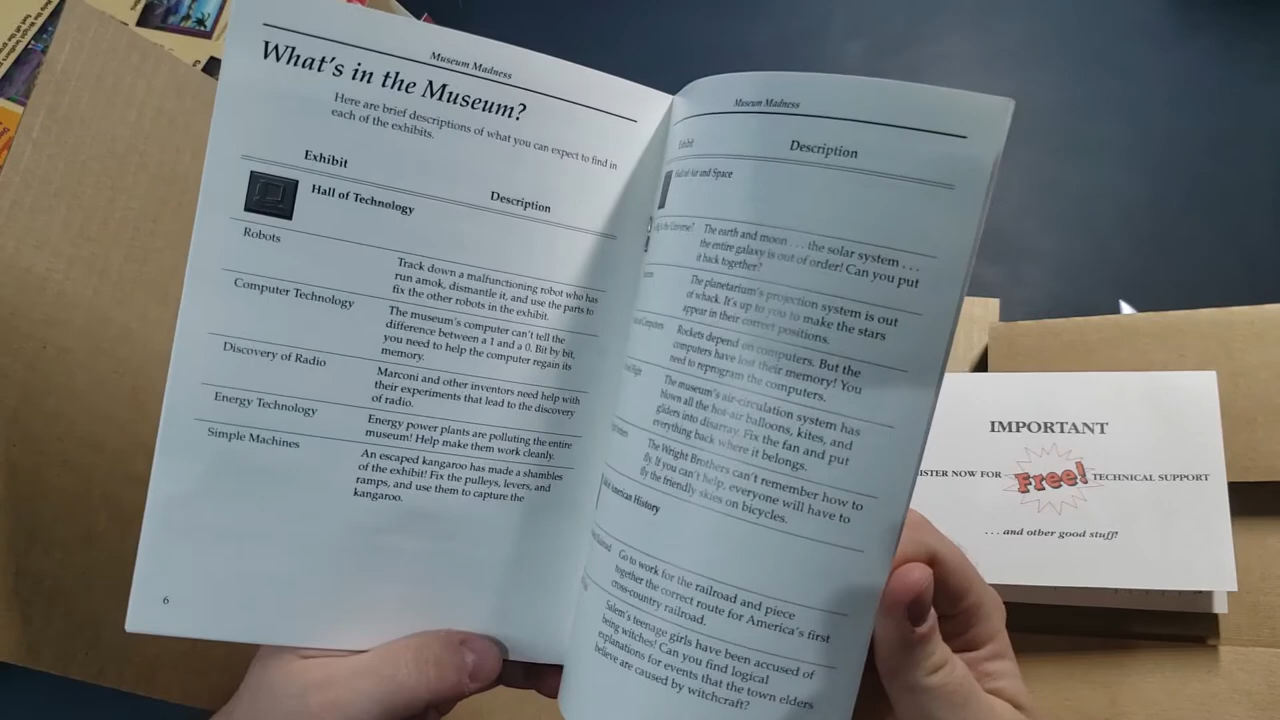 Museum Madness
What's in the Museum?
Here are brief descriptions of what you can expect to find in
each of the exhibits.
Exhibit
Description
Hall of Technology
Robots
Track down a malfunctioning robot who has
run amok, dismantle it, and use the parts to
fix the other robots in the exhibit.
Computer Technology
The museum's computer can't tell the
difference between a 1 and a 0. Bit by bit,
you need to help the computer regain its
memory.
Discovery of Radio
Marconi and other inventors need help with
their experiments that lead to the discovery
of radio.
Energy Technology
Energy power plants are polluting the entire
museum! Help make them work cleanly.
Simple Machines
An escaped kangaroo has made a shambles
of the exhibit! Fix the pulleys, levers, and
ramps, and use them to capture the
kangaroo.
6
Museum Madness
Exhibit
Description
Hall of Air and Space
the Universe?
The earth and moon . . . the solar system . . .
the entire galaxy is out of order! Can you put
it back together?
The planetarium's projection system is out
of whack. It's up to you to make the stars
appear in their correct positions.
Computers
Rockets depend on computers. But the
computers have lost their memory! You
need to reprogram the computers.
Flight
The museum's air-circulation system has
blown all the hot-air balloons, kites, and
gliders into disarray. Fix the fan and put
everything back where it belongs.
The Wright Brothers can't remember how to
fly. If you can't help, everyone will have to
fly the friendly skies on bicycles.
American History
Go to work for the railroad and piece
together the correct route for America's first
cross-country railroad.
Salem's teenage girls have been accused of
being witches! Can you find logical
explanations for events that the town elders
believe are caused by witchcraft?
IMPORTANT
ISTER NOW FOR Free! TECHNICAL SUPPORT
. . . and other good stuff!